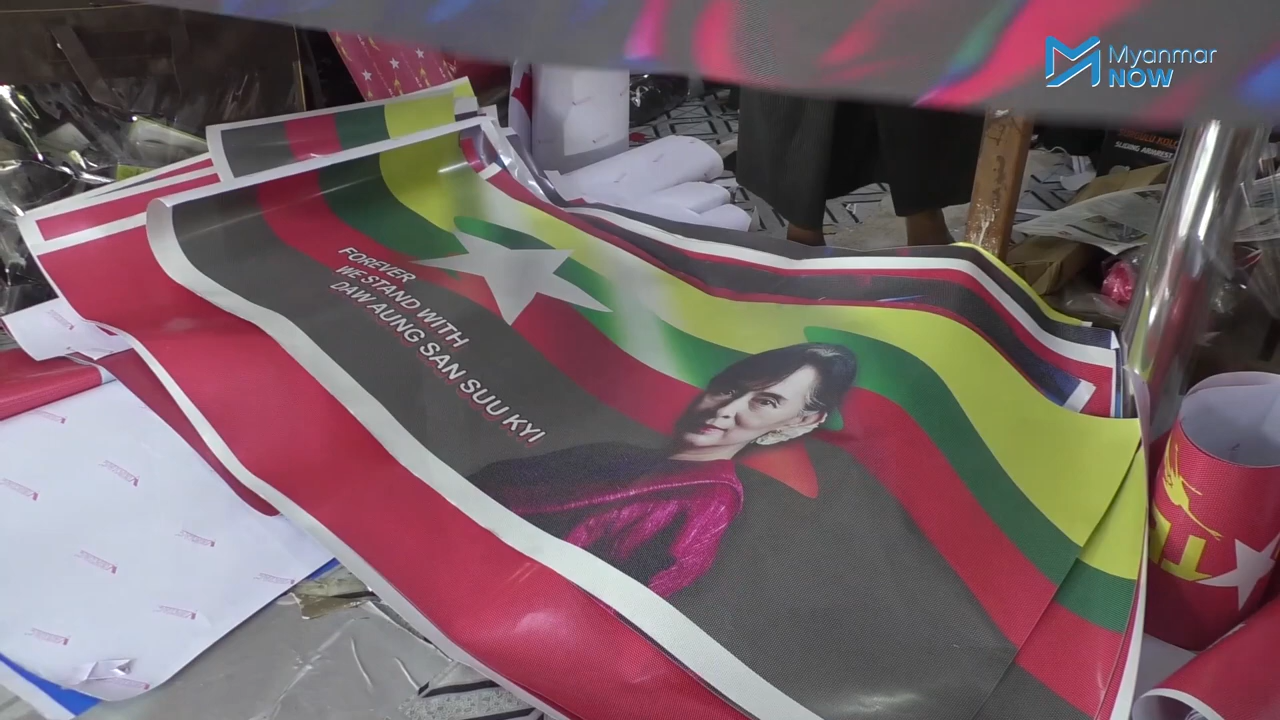 Myanmar
NOW
FOREVER
WE STAND WITH
DAW AUNG SAN SUU KYI